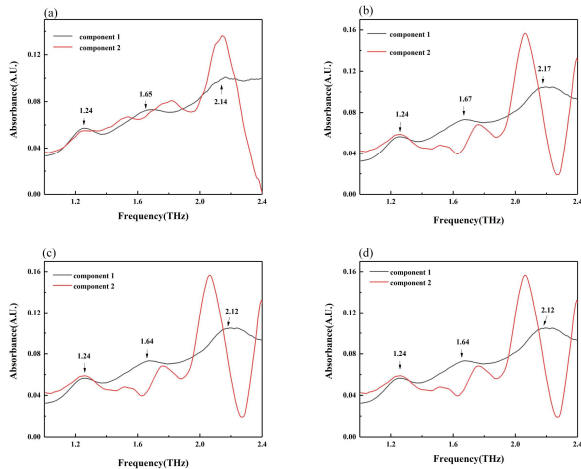 (a)
component 1
component 2
1.24
1.65
2.14
Absorbance(A.U.)
0.12
0.08
0.04
0.00
1.2
1.6
2.0
2.4
Frequency(THz)
(b)
component 1
component 2
1.24
1.67
2.17
Absorbance(A.U.)
0.16
0.12
0.08
0.04
0.00
1.2
1.6
2.0
2.4
Frequency(THz)
(c)
component 1
component 2
1.24
1.64
2.12
Absorbance(A.U.)
0.16
0.12
0.08
0.04
0.00
1.2
1.6
2.0
2.4
Frequency(THz)
(d)
component 1
component 2
1.24
1.64
2.12
Absorbance(A.U.)
0.16
0.12
0.08
0.04
0.00
1.2
1.6
2.0
2.4
Frequency(THz)